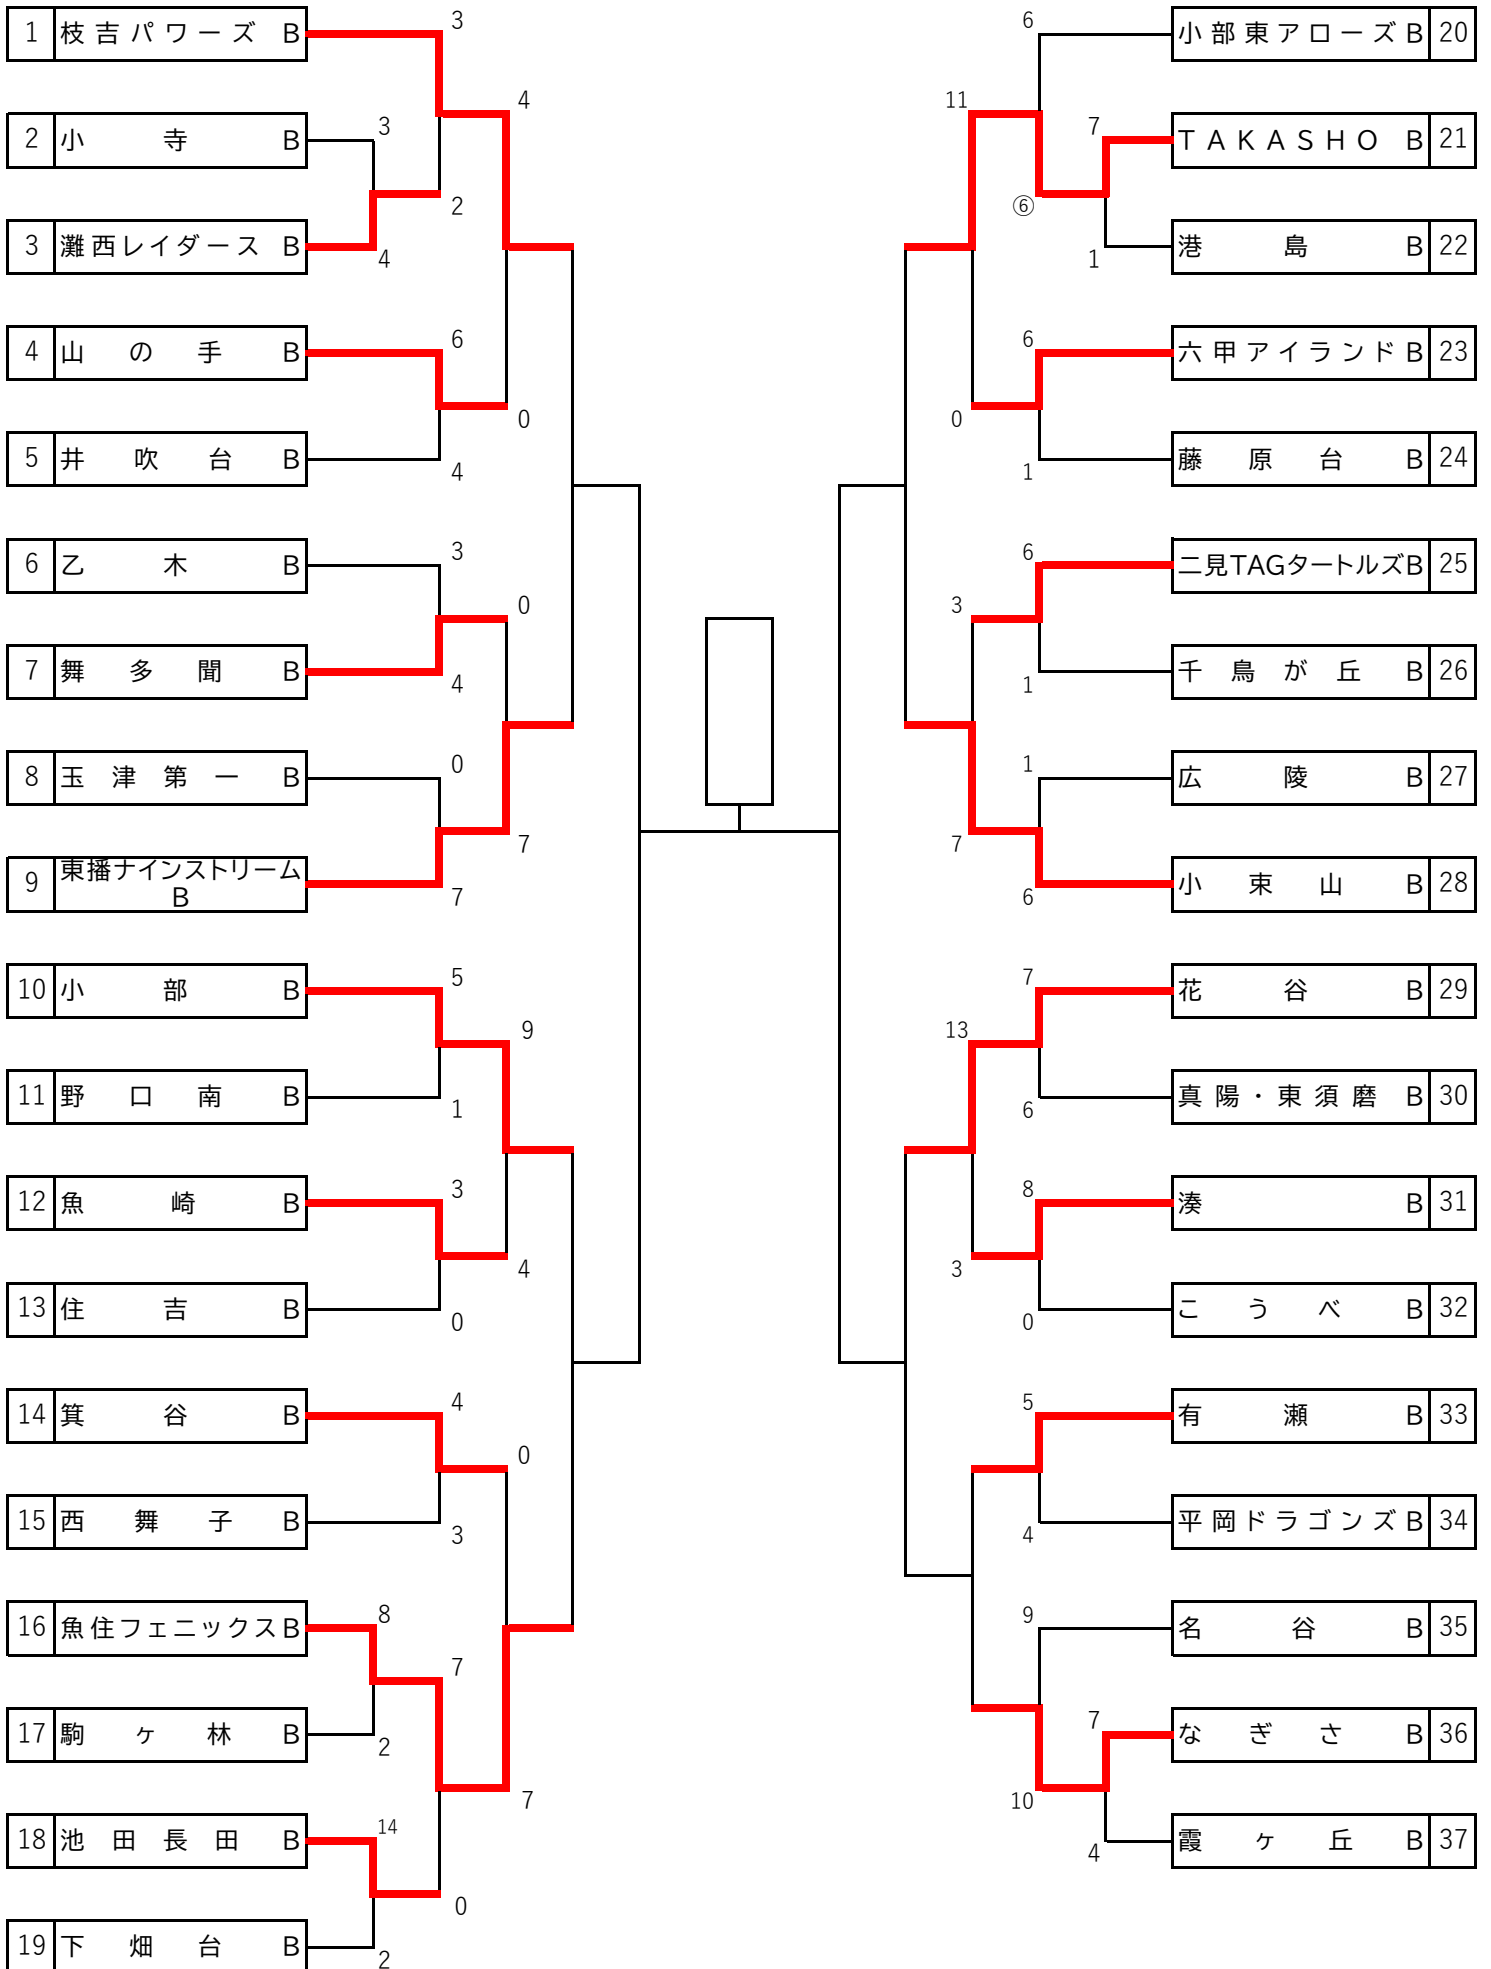 1 枝吉パワーズ B
2 小寺 B
3 灘西レイダース B
4 山の手 B
5 井吹台 B
6 乙木 B
7 舞多聞 B
8 玉津第一 B
9 東播ナインストリーム
B
10 小部 B
11 野口南 B
12 魚崎 B
13 住吉 B
14 箕谷 B
15 西舞子 B
16 魚住フェニックス B
17 駒ヶ林 B
18 池田長田 B
19 下畑台 B
3
4
3
2
4
6
0
4
3
0
4
0
7
7
5
9
1
3
4
0
4
0
3
8
7
2
7
14
0
2
6
11
7
⑥
1
6
0
1
6
3
1
1
7
6
7
13
6
8
3
0
5
4
9
7
10
4
小部東アローズ B 20
TAKASHO B 21
港島 B 22
六甲アイランド B 23
藤原台 B 24
二見TAGタートルズB 25
千鳥が丘 B 26
広陵 B 27
小束山 B 28
花谷 B 29
真陽・東須磨 B 30
湊 B 31
こうべ B 32
有瀬 B 33
平岡ドラゴンズ B 34
名谷 B 35
なぎさ B 36
霞ヶ丘 B 37